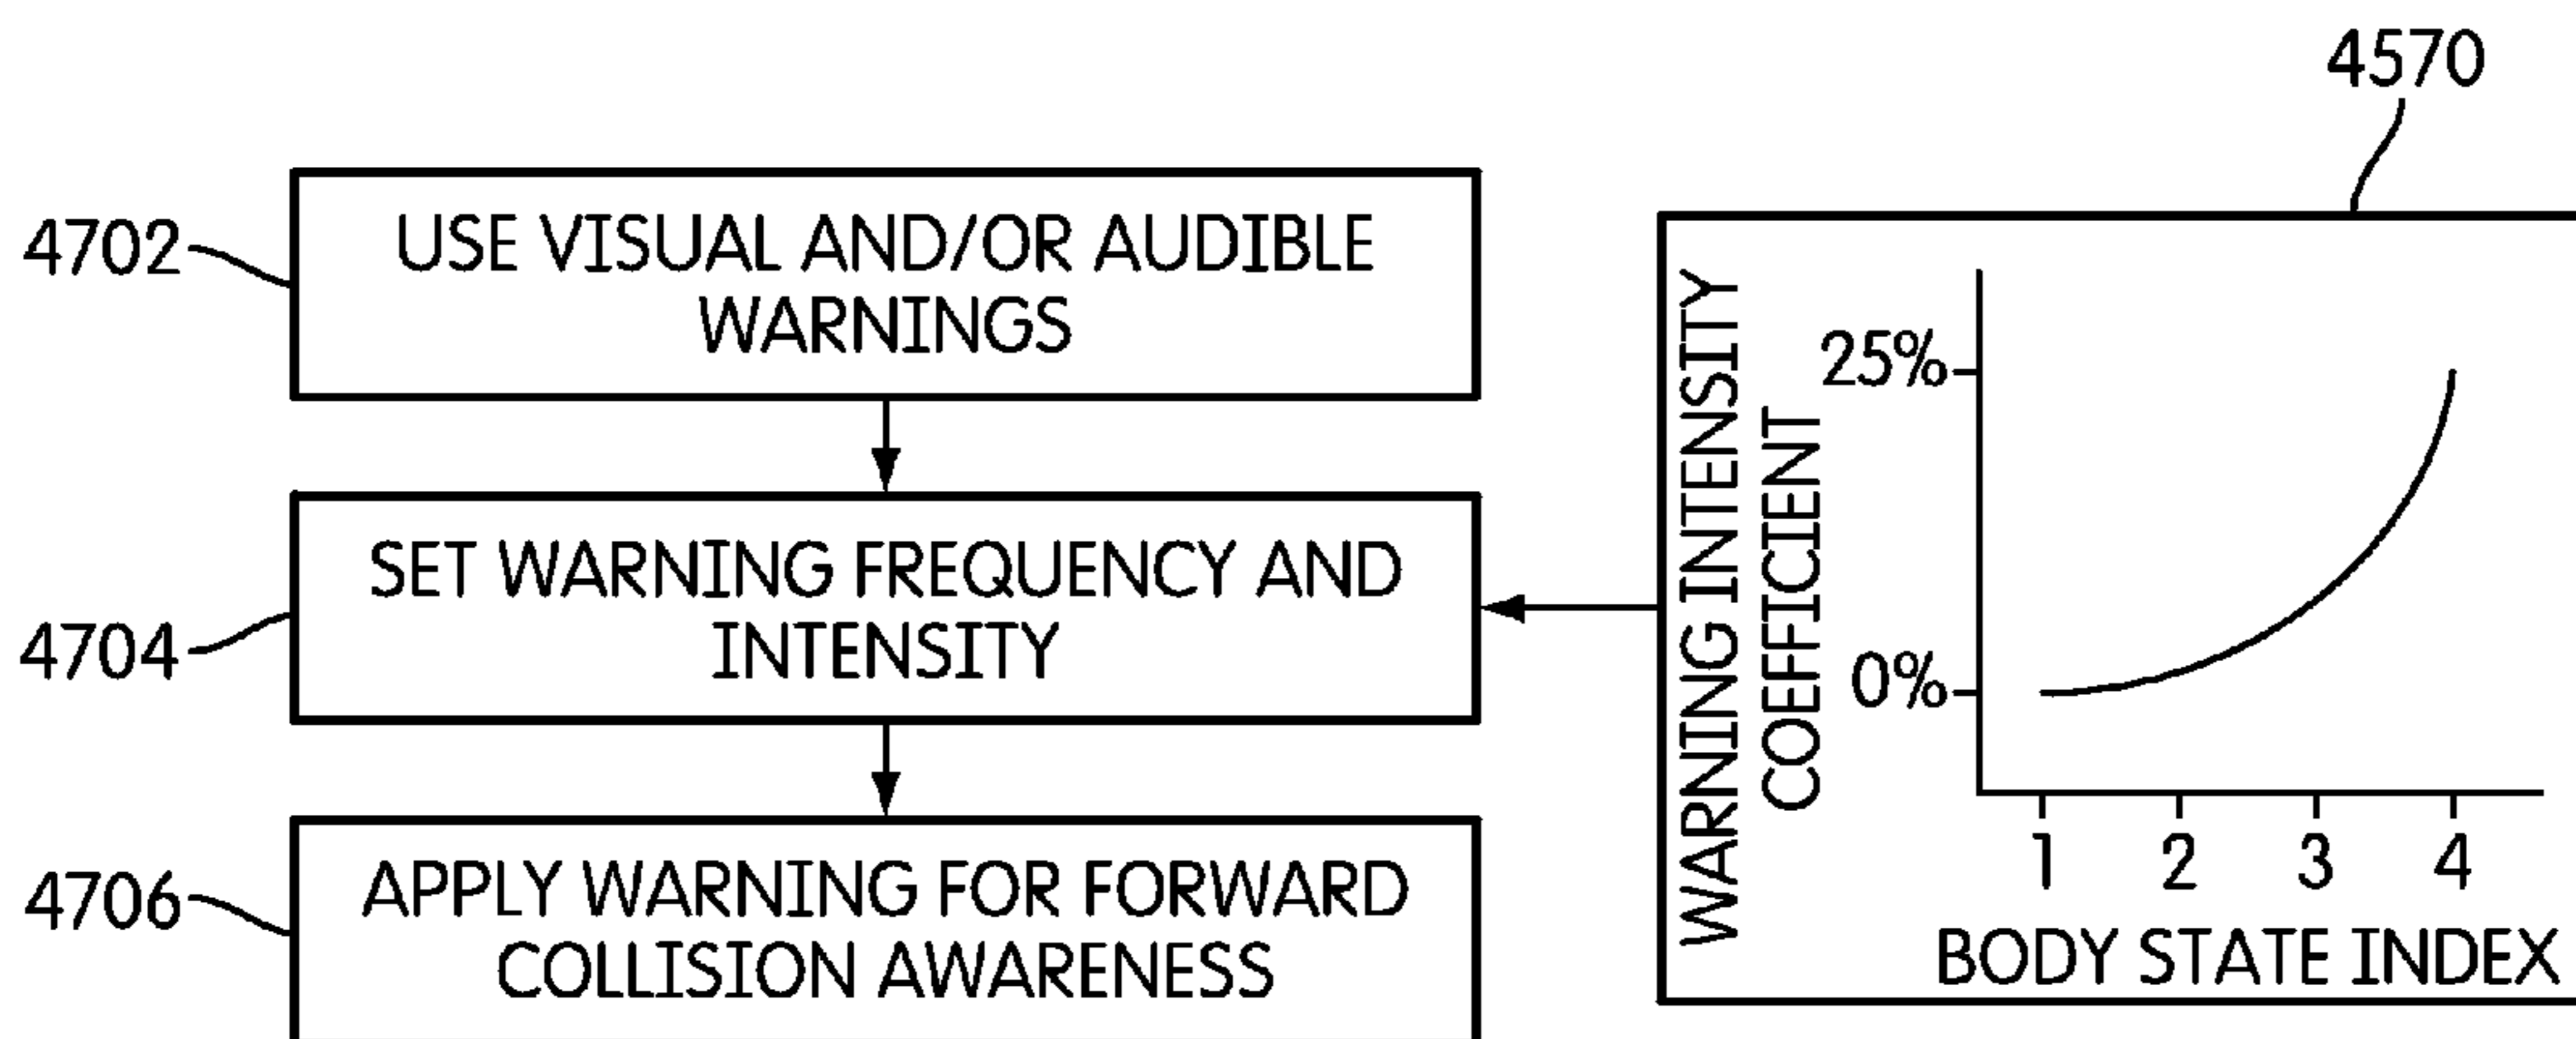 4702
USE VISUAL AND/OR AUDIBLE
WARNINGS
4704
SET WARNING FREQUENCY AND
INTENSITY
4706
APPLY WARNING FOR FORWARD
COLLISION AWARENESS
4570
WARNING INTENSITY
COEFFICIENT
25%
0%
1 2 3 4
BODY STATE INDEX